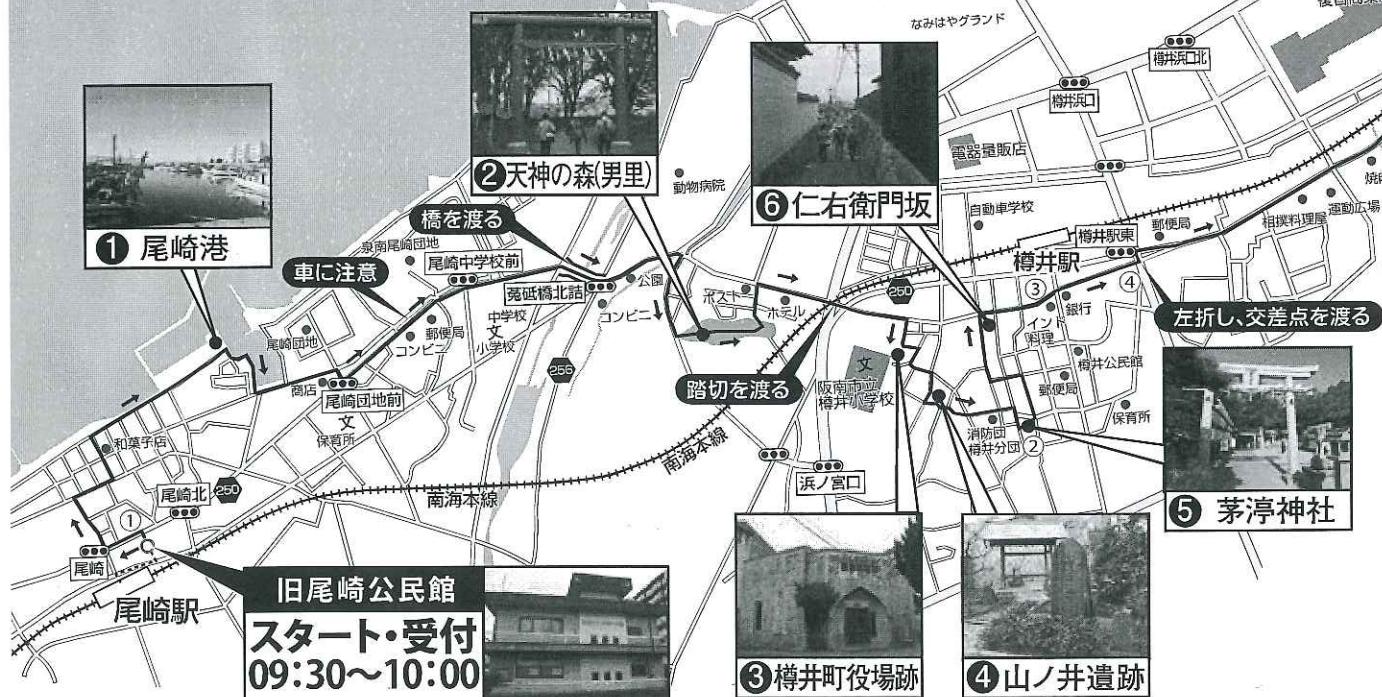 なみはやグランド
樽井浜口北
樽井浜口
電器量販店
❷天神の森(男里)
動物病院
❻仁右衛門坂
自動車学校
❶ 尾崎港
橋を渡る
泉南尾崎団地
車に注意
尾崎中学校前
菟砥橋北詰
公園
ポスト
ホテル
250
樽井駅
樽井駅東
郵便局
相撲料理屋
運動広場
③
④
銀行
インド
料理
左折し、交差点を渡る
中学校
文
小学校
コンビニ
郵便局
コンビニ
尾崎団地
商店
尾崎団地前
文
保育所
256
踏切を渡る
文
阪南市立
樽井小学校
樽井公民館
郵便局
保育所
消防団
樽井分団
②
和菓子店
尾崎北
250
南海本線
南海本線
浜ノ宮口
❺ 茅渟神社
①
尾崎
尾崎駅
旧尾崎公民館
スタート・受付
09:30〜10:00
❸樽井町役場跡
❹山ノ井遺跡